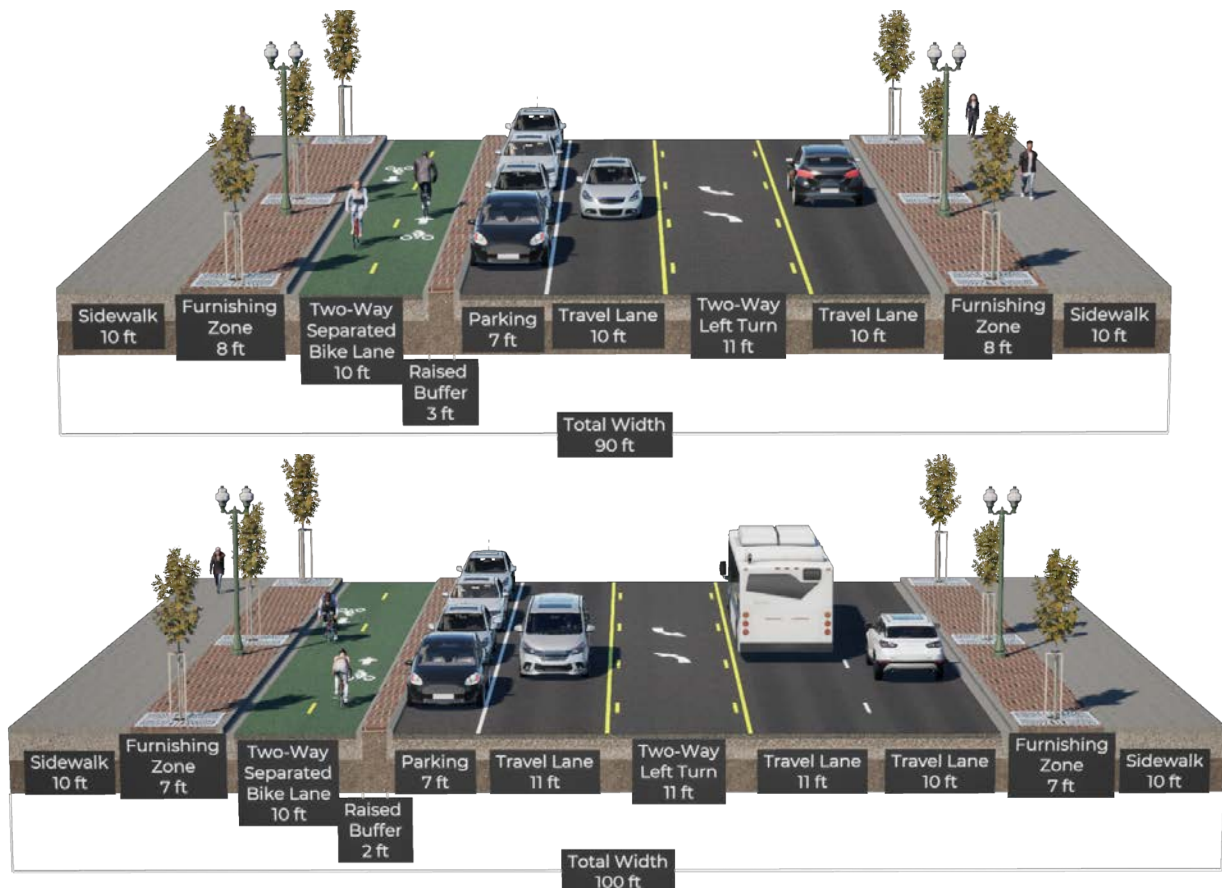 Sidewalk
10 ft
Furnishing
Zone
8 ft
Two-Way
Separated
Bike Lane
10 ft
Raised
Buffer
3 ft
Parking
7 ft
Travel Lane
10 ft
Two-Way
Left Turn
11 ft
Travel Lane
10 ft
Furnishing
Zone
8 ft
Sidewalk
10 ft
Total Width
90 ft
Sidewalk
10 ft
Furnishing
Zone
7 ft
Two-Way
Separated
Bike Lane
10 ft
Raised
Buffer
2 ft
Parking
7 ft
Travel Lane
11 ft
Two-Way
Left Turn
11 ft
Travel Lane
11 ft
Travel Lane
10 ft
Furnishing
Zone
7 ft
Sidewalk
10 ft
Total Width
100 ft